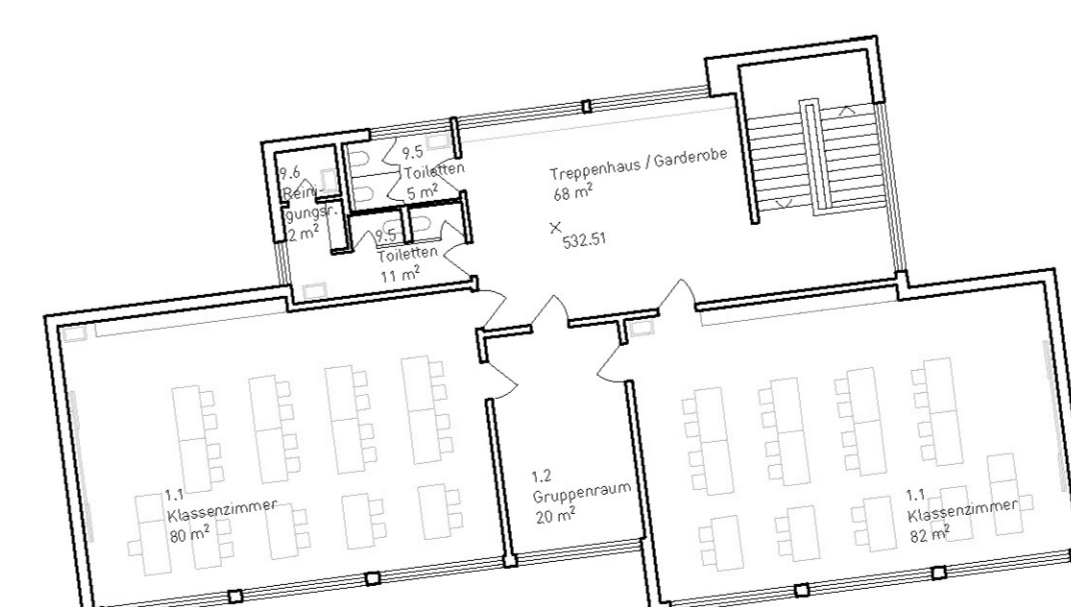 9.5
Toiletten
5 m²
9.6
Reini-
gungsr.
2 m²
Treppenhaus / Garderobe
68 m²
532.51
9.5
Toiletten
11 m²
1.1
Klassenzimmer
80 m²
1.2
Gruppenraum
20 m²
1.1
Klassenzimmer
82 m²